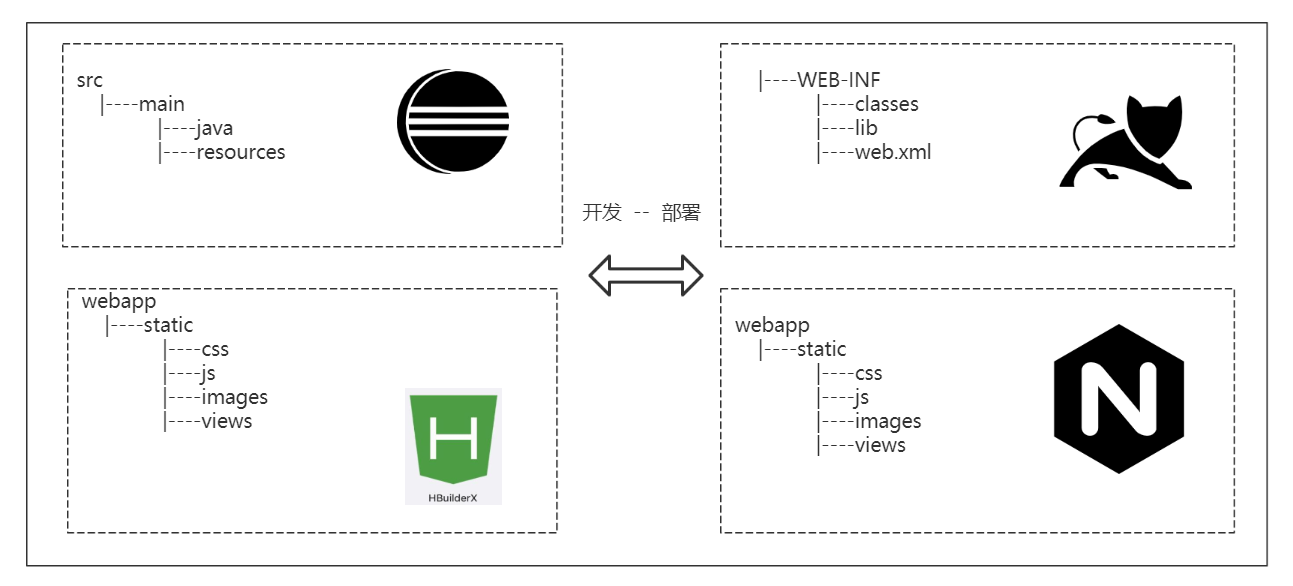 src
|----main
|----java
|----resources
|----WEB-INF
|----classes
|----lib
|----web.xml
开发 -- 部署
webapp
|----static
|----css
|----js
|----images
|----views
HBuilderX
webapp
|----static
|----css
|----js
|----images
|----views